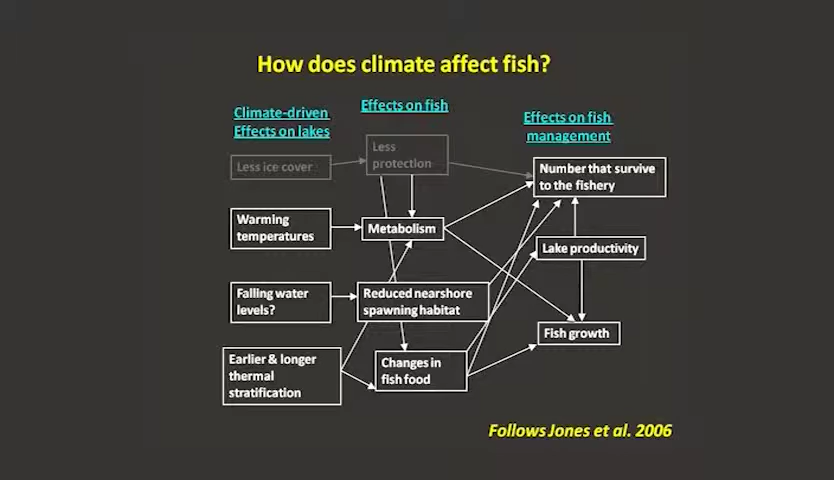 How does climate affect fish?
Climate-driven
Effects on lakes
Effects on fish
Effects on fish
management
Less ice cover
Less
protection
Number that survive
to the fishery
Warming
temperatures
Metabolism
Lake productivity
Falling water
levels?
Reduced nearshore
spawning habitat
Fish growth
Earlier & longer
thermal
stratification
Changes in
fish food
Follows Jones et al. 2006